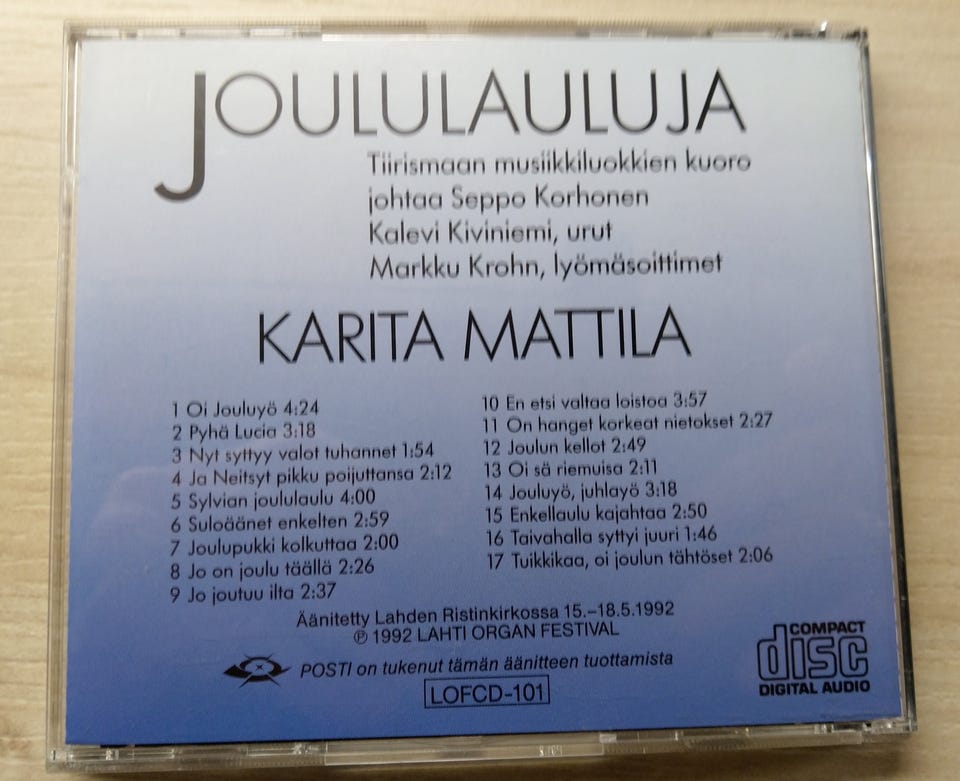 JOULULAULUJA
Tiirismaan musiikkiluokkien kuoro
johtaa Seppo Korhonen
Kalevi Kiviniemi, urut
Markku Krohn, lyömäsoittimet
KARITA MATTILA
1 Oi Jouluyö 4:24
2 Pyhä Lucia 3:18
3 Nyt syttyy valot tuhannet 1:54
4 Ja Neitsyt pikku poijuttansa 2:12
5 Sylvian joululaulu 4:00
6 Suloäänet enkelten 2:59
7 Joulupukki kolkuttaa 2:00
8 Jo on joulu täällä 2:26
9 Jo joutuu ilta 2:37
10 En etsi valtaa loistoa 3:57
11 On hanget korkeat nietokset 2:27
12 Joulun kellot 2:49
13 Oi sä riemuisa 2:11
14 Jouluyö, juhlayö 3:18
15 Enkellaulu kajahtaa 2:50
16 Taivahalla syttyi juuri 1:46
17 Tuikkikaa, oi joulun tähtöset 2:06
Äänitetty Lahden Ristinkirkossa 15.–18.5.1992
℗ 1992 LAHTI ORGAN FESTIVAL
POSTI on tukenut tämän äänitteen tuottamista
LOFCD-101
COMPACT
disc
DIGITAL AUDIO